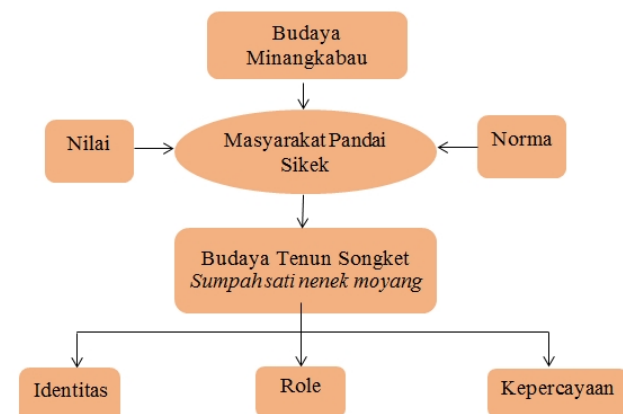 Budaya
Minangkabau
Nilai
Masyarakat Pandai
Sikek
Norma
Budaya Tenun Songket
Sumpah sati nenek moyang
Identitas
Role
Kepercayaan